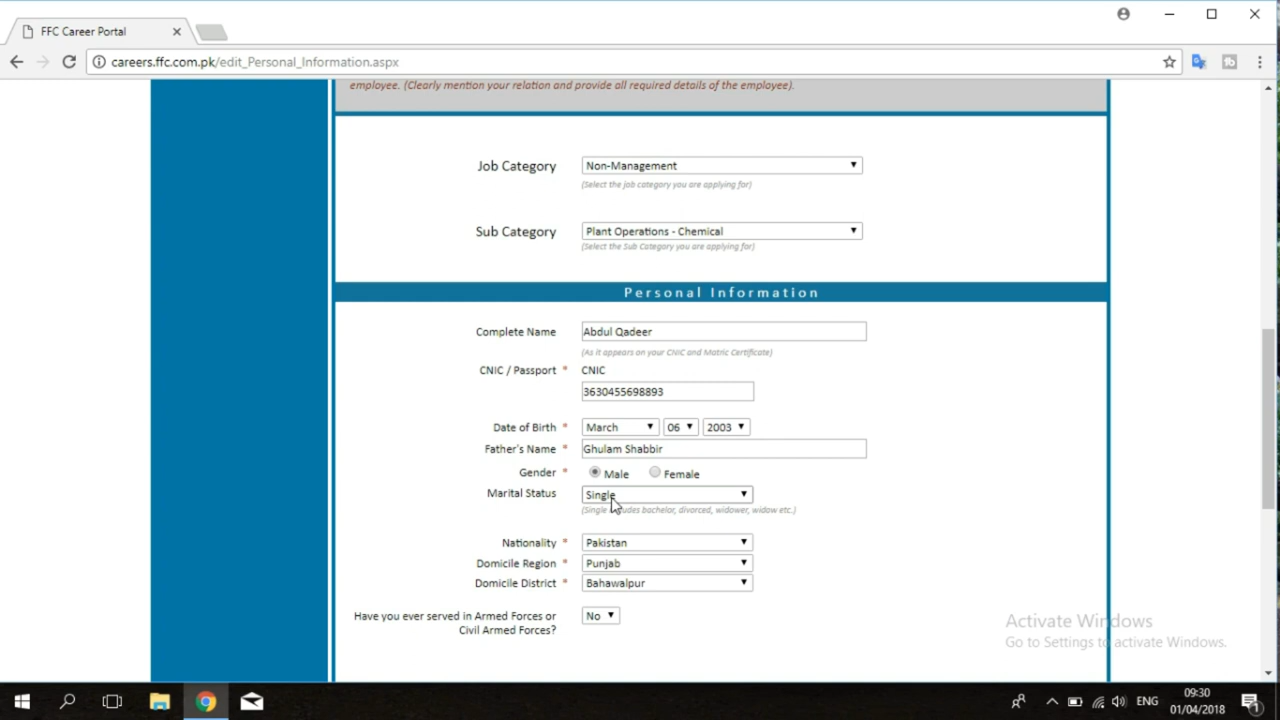 FFC Career Portal
careers.ffc.com.pk/edit_Personal_Information.aspx
employee. (Clearly mention your relation and provide all required details of the employee).
Job Category Non-Management
(Select the job category you are applying for)
Sub Category Plant Operations - Chemical
(Select the Sub Category you are applying for)
Personal Information
Complete Name Abdul Qadeer
(As it appears on your CNIC and Matric Certificate)
CNIC / Passport * CNIC
3630455698893
Date of Birth * March 06 2003
Father's Name * Ghulam Shabbir
Gender * Male Female
Marital Status Single
(Single includes bachelor, divorced, widower, widow etc.)
Nationality * Pakistan
Domicile Region * Punjab
Domicile District * Bahawalpur
Have you ever served in Armed Forces or No
Civil Armed Forces?
Activate Windows
Go to Settings to activate Windows.
ENG 09:30
01/04/2018
1